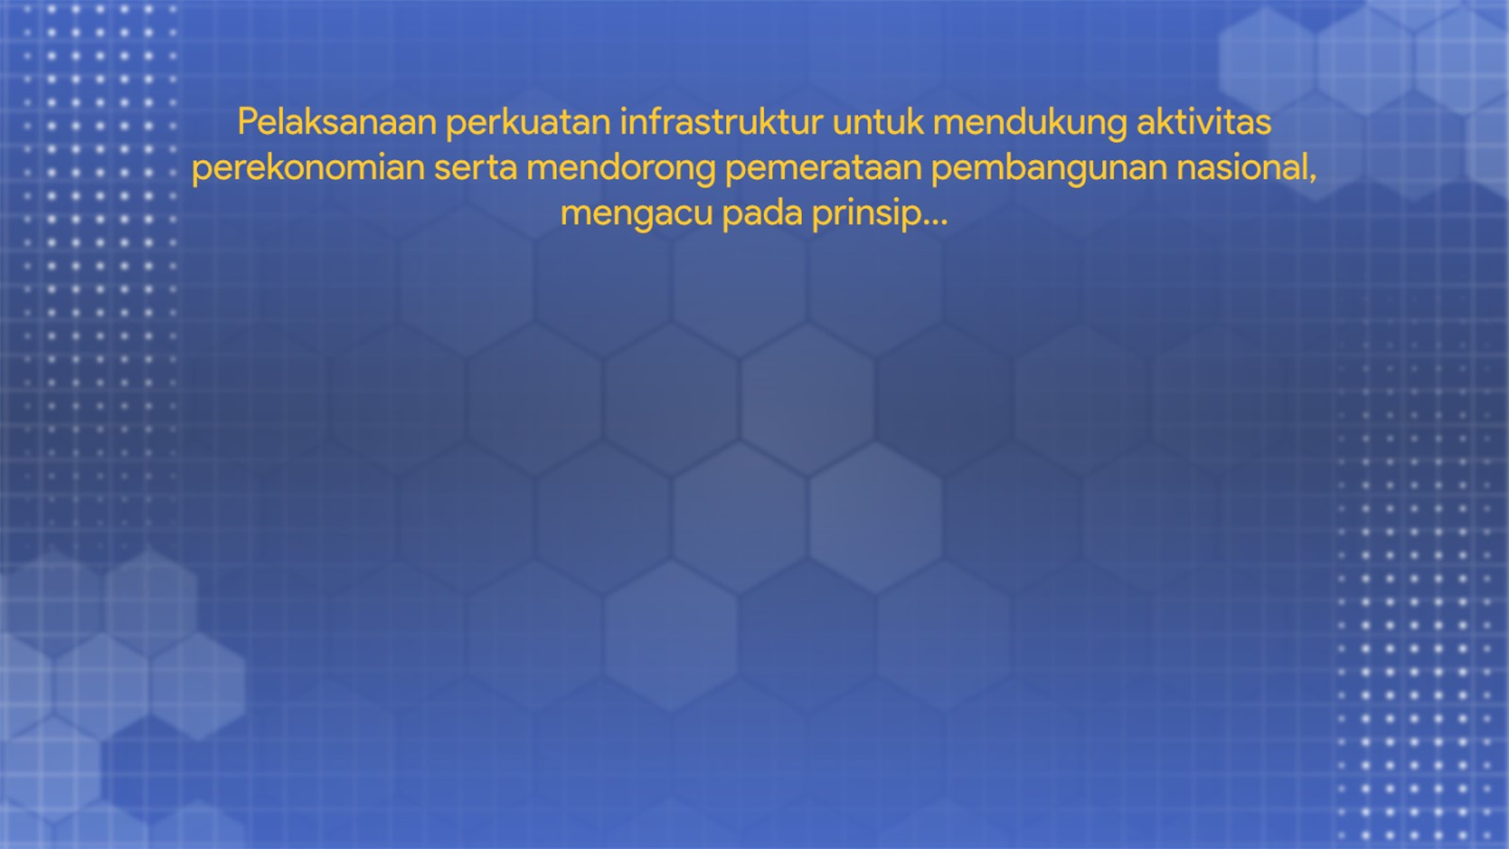 Pelaksanaan perkuatan infrastruktur untuk mendukung aktivitas
perekonomian serta mendorong pemerataan pembangunan nasional,
mengacu pada prinsip...